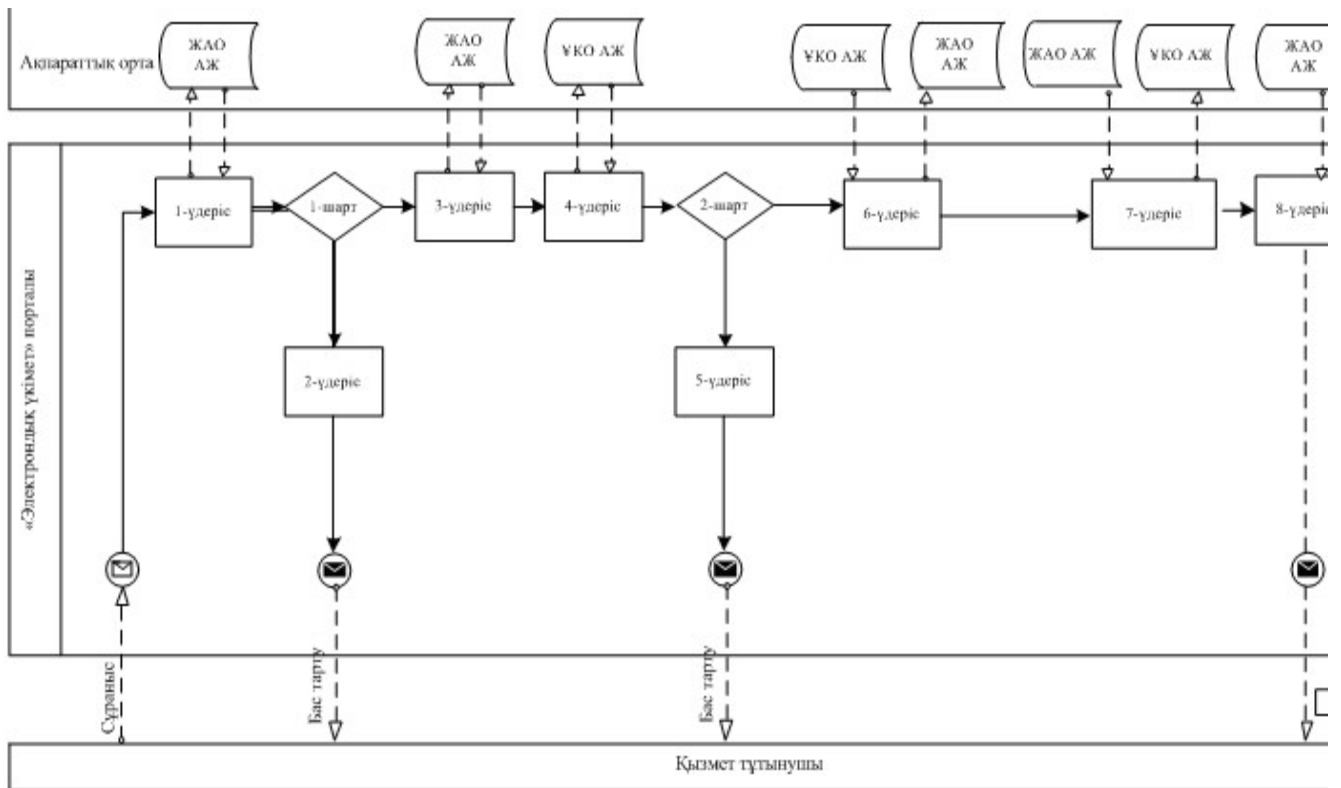 ЖАО
АЖ
ЖАО
АЖ
ҰКО АЖ
ҰКО АЖ
ЖАО
АЖ
ЖАО АЖ
ҰКО АЖ
ЖАО
АЖ
Ақпараттық орта
1-үдеріс
1-шарт
3-үдеріс
4-үдеріс
2-шарт
6-үдеріс
7-үдеріс
8-үдеріс
2-үдеріс
5-үдеріс
«Электрондық үкімет» порталы
Сұраныс
Бас тарту
Бас тарту
Қызмет тұтынушы